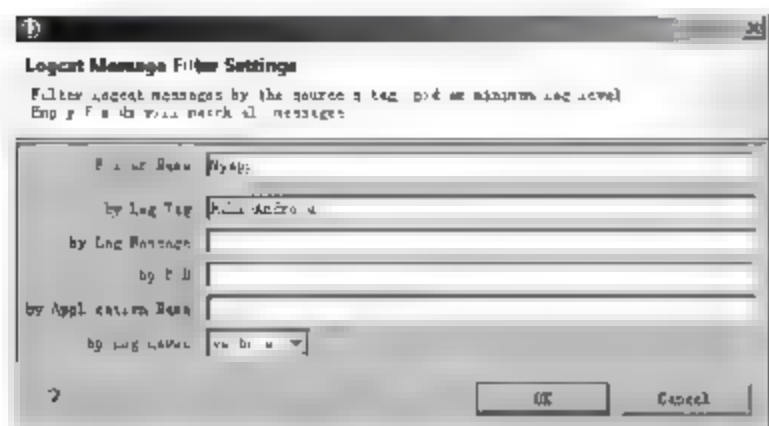 Logcat Message Filter Settings
Filter Logcat messages by the source's tag, pid or minimum log level
Empty fields will match all messages
Filter Name
by Log Tag
by Log Message
by PID
by Application Name
by Log Level verbose
OK Cancel